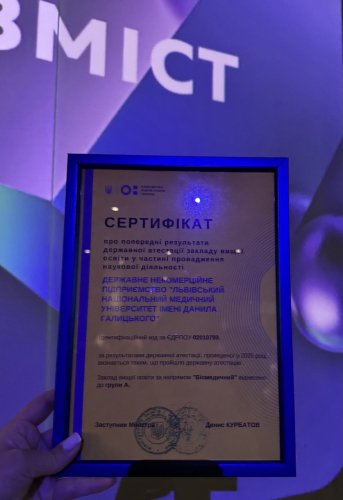 ЗМІСТ
СЕРТИФІКАТ
про попередні результати
державної атестації закладу вищої
освіти у частині провадження
наукової діяльності
ДЕРЖАВНЕ НЕКОМЕРЦІЙНЕ
ПІДПРИЄМСТВО "ЛЬВІВСЬКИЙ
НАЦІОНАЛЬНИЙ МЕДИЧНИЙ
УНІВЕРСИТЕТ ІМЕНІ ДАНИЛА
ГАЛИЦЬКОГО"
ідентифікаційний код за ЄДРПОУ 02010793,
за результатами державної атестації, проведеної у 2025 році,
визнається таким, що пройшло державну атестацію.
Заклад вищої освіти за напрямом "Біомедичний" віднесено
до групи А.
Заступник Міністра
Денис КУРБАТОВ